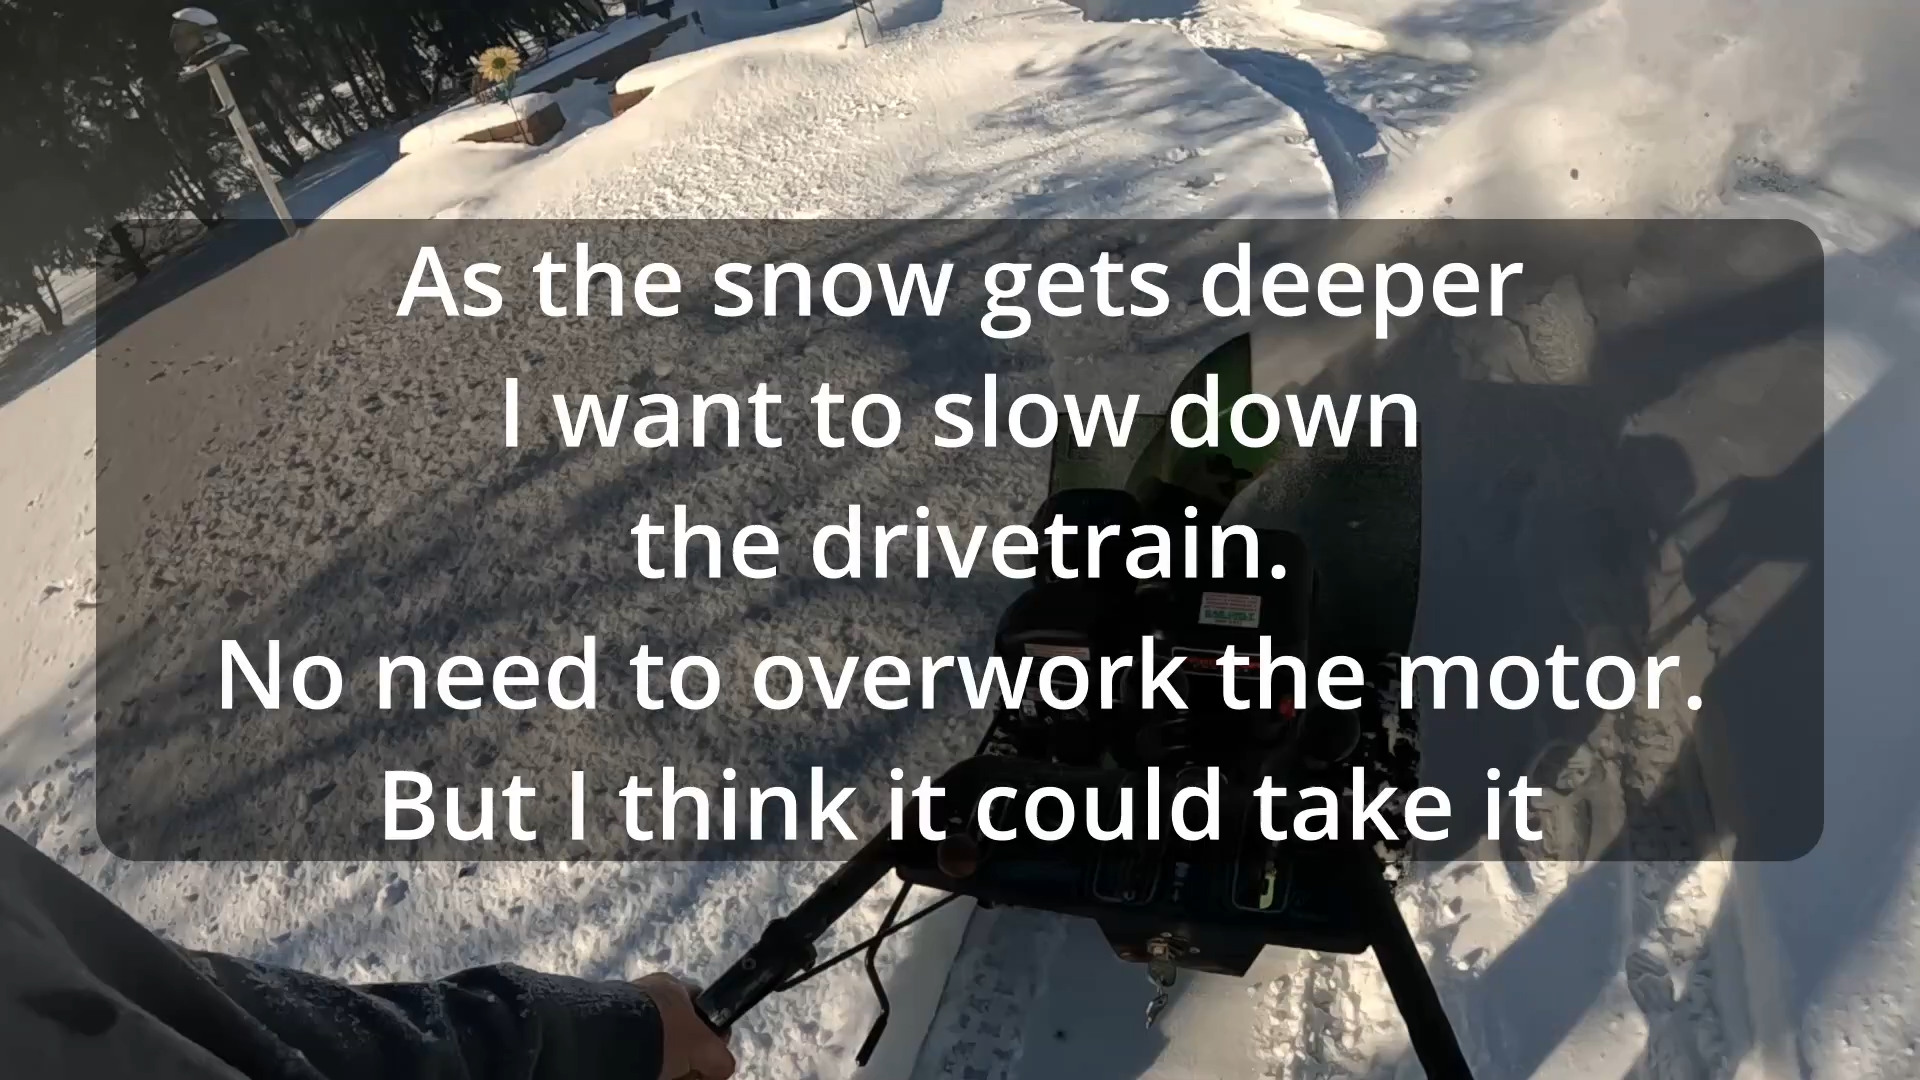 As the snow gets deeper
I want to slow down
the drivetrain.
No need to overwork the motor.
But I think it could take it